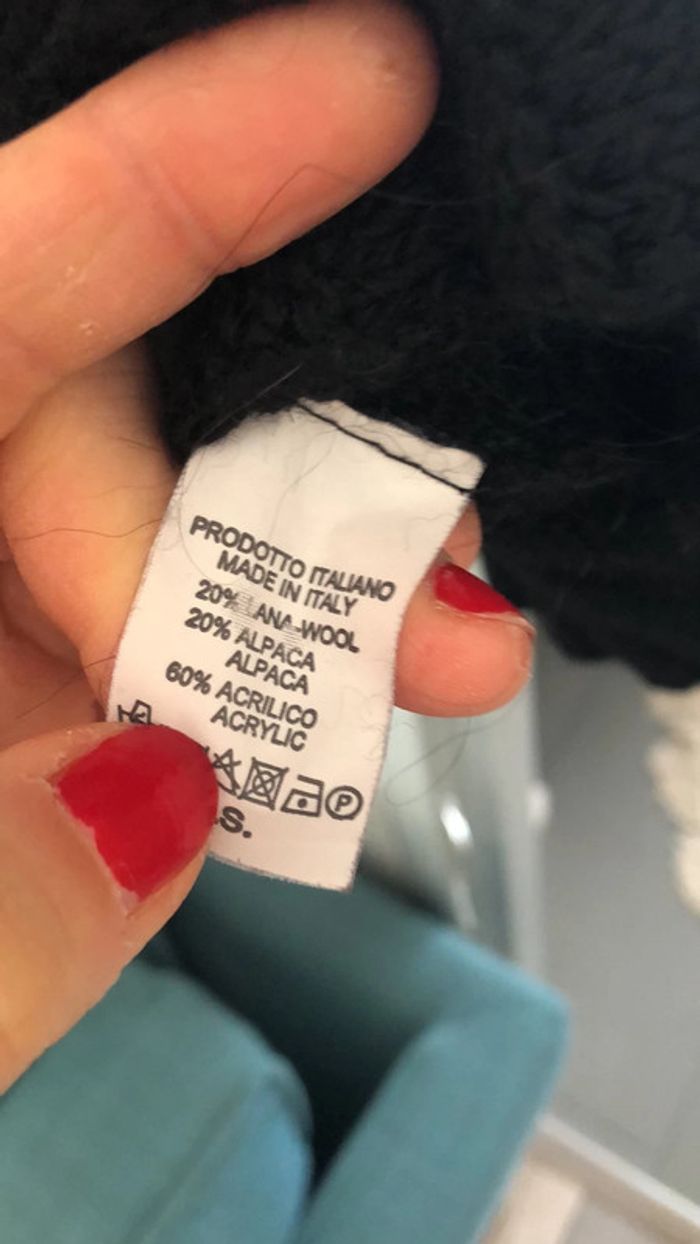 PRODOTTO ITALIANO
MADE IN ITALY
20% LANA-WOOL
20% ALPACA
ALPACA
60% ACRILICO
ACRYLIC
P
.S.